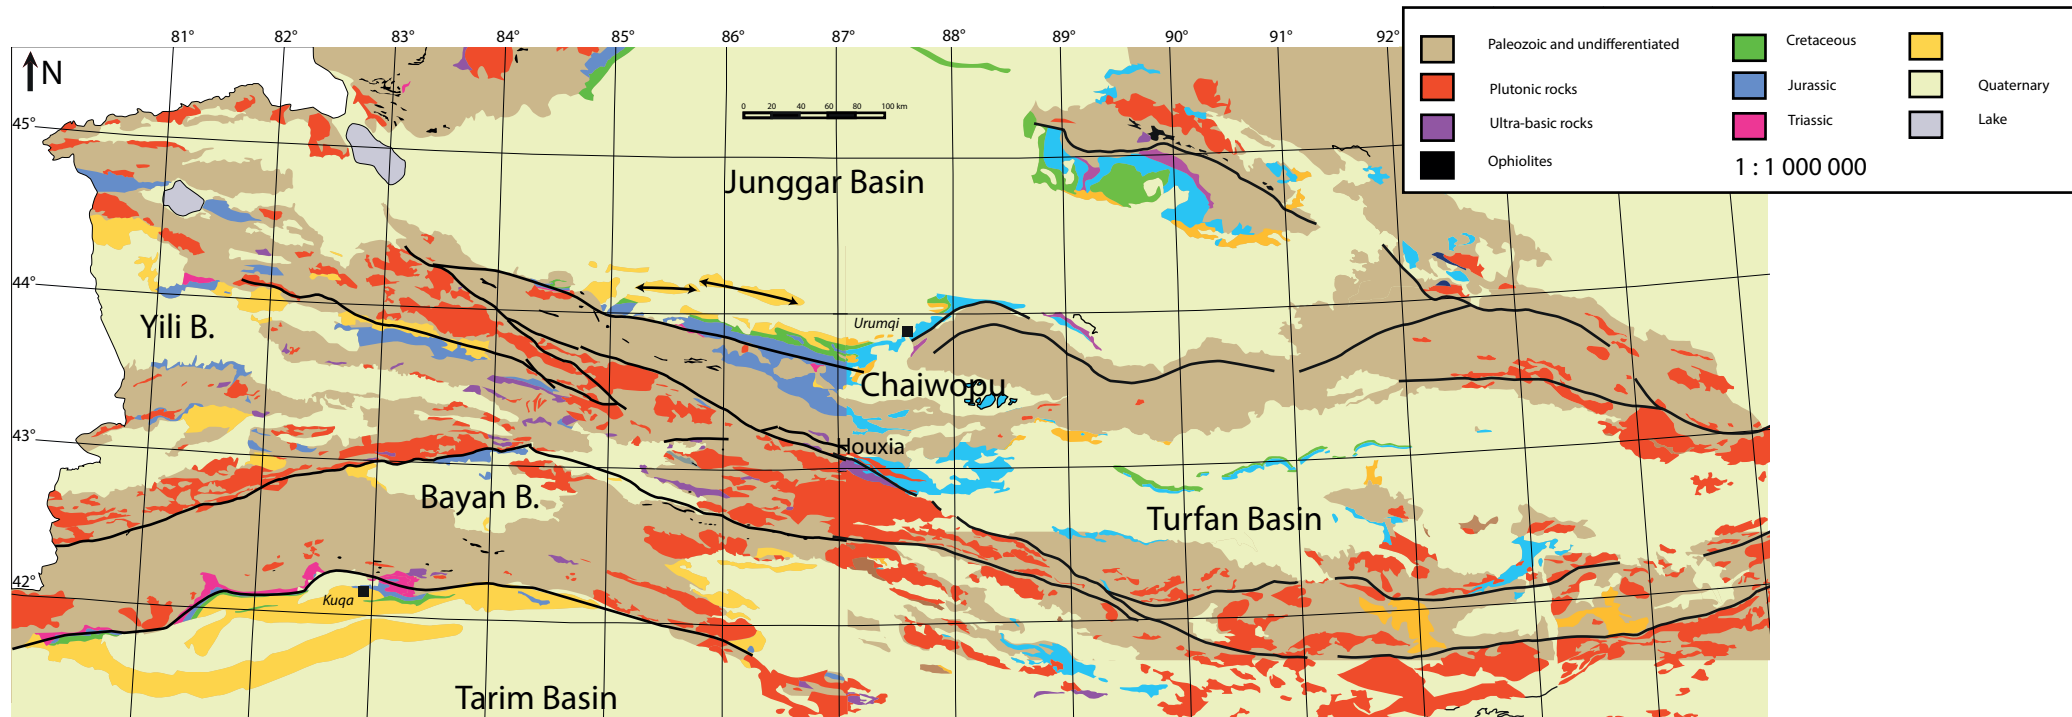 81° 82° 83° 84° 85° 86° 87° 88° 89° 90° 91° 92°
N
0 20 40 60 80 100 km
Paleozoic and undifferentiated
Plutonic rocks
Ultra-basic rocks
Ophiolites
Cretaceous
Jurassic
Triassic
1 : 1 000 000
Quaternary
Lake
45°
Junggar Basin
44°
Yili B.
Urumqi
Chaiwopu
43°
Houxia
Bayan B.
Turfan Basin
42°
Kuqa
Tarim Basin